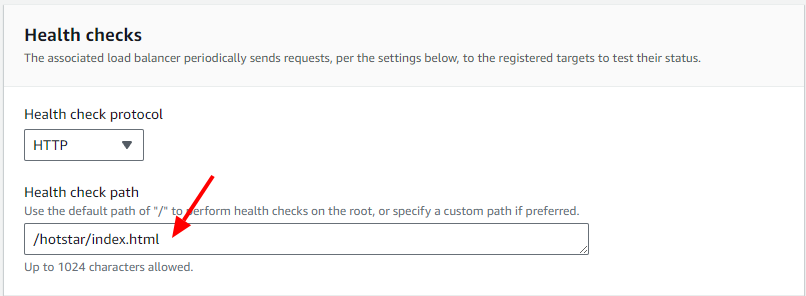 Health checks
The associated load balancer periodically sends requests, per the settings below, to the registered targets to test their status.
Health check protocol
HTTP
Health check path
Use the default path of "/" to perform health checks on the root, or specify a custom path if preferred.
/hotstar/index.html
Up to 1024 characters allowed.